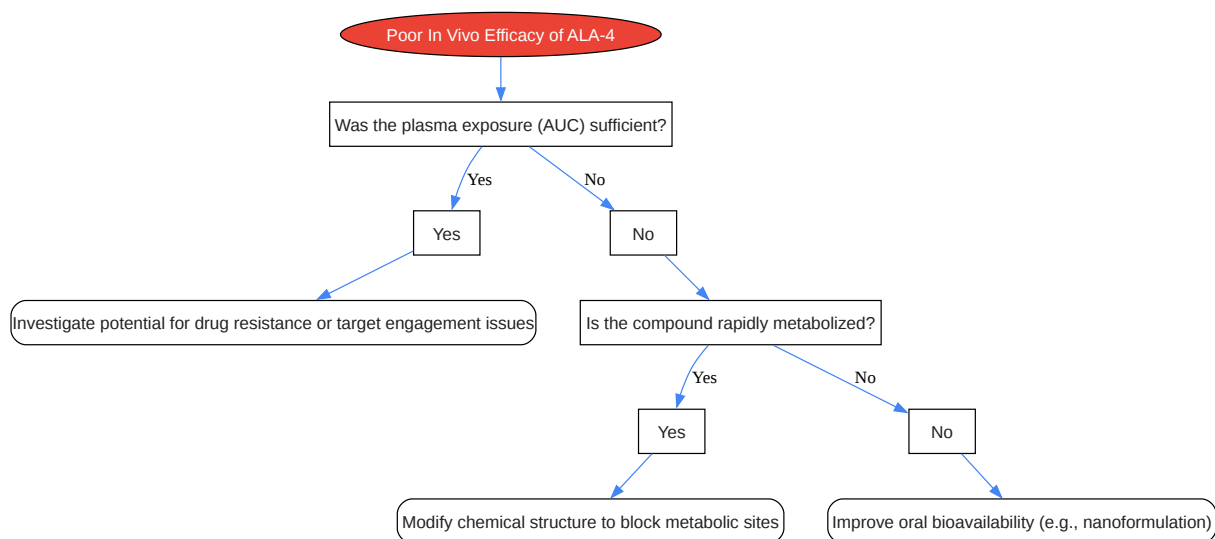 Poor In Vivo Efficacy of ALA-4
Was the plasma exposure (AUC) sufficient?
Yes
No
Yes
No
Investigate potential for drug resistance or target engagement issues
Is the compound rapidly metabolized?
Yes
No
Yes
No
Modify chemical structure to block metabolic sites
Improve oral bioavailability (e.g., nanoformulation)